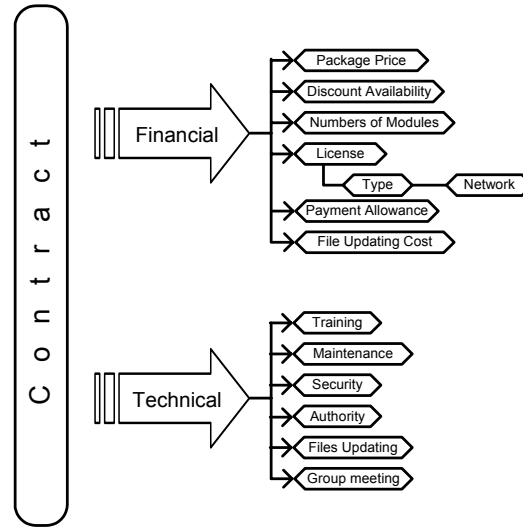 Contract
Financial
Package Price
Discount Availability
Numbers of Modules
License
Type
Network
Payment Allowance
File Updating Cost
Technical
Training
Maintenance
Security
Authority
Files Updating
Group meeting